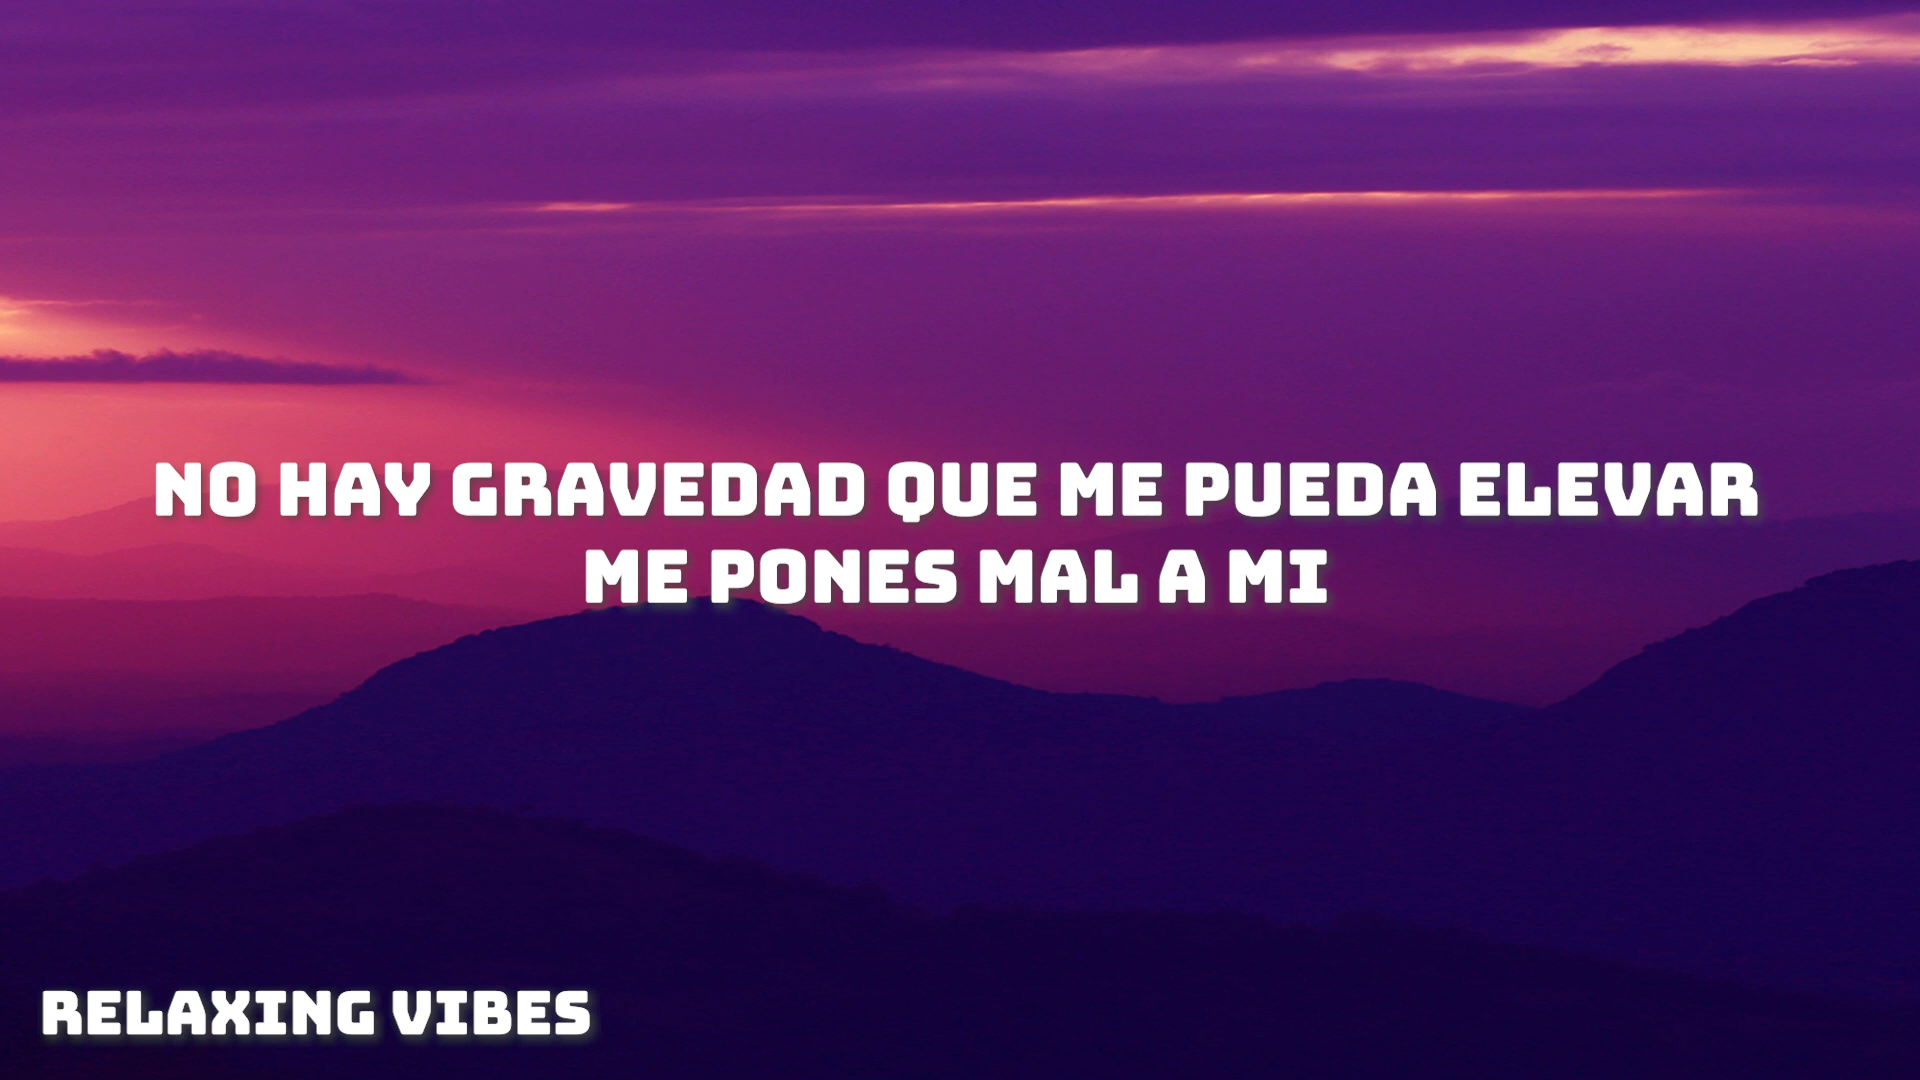 NO HAY GRAVEDAD QUE ME PUEDA ELEVAR
ME PONES MAL A MI
RELAXING VIBES